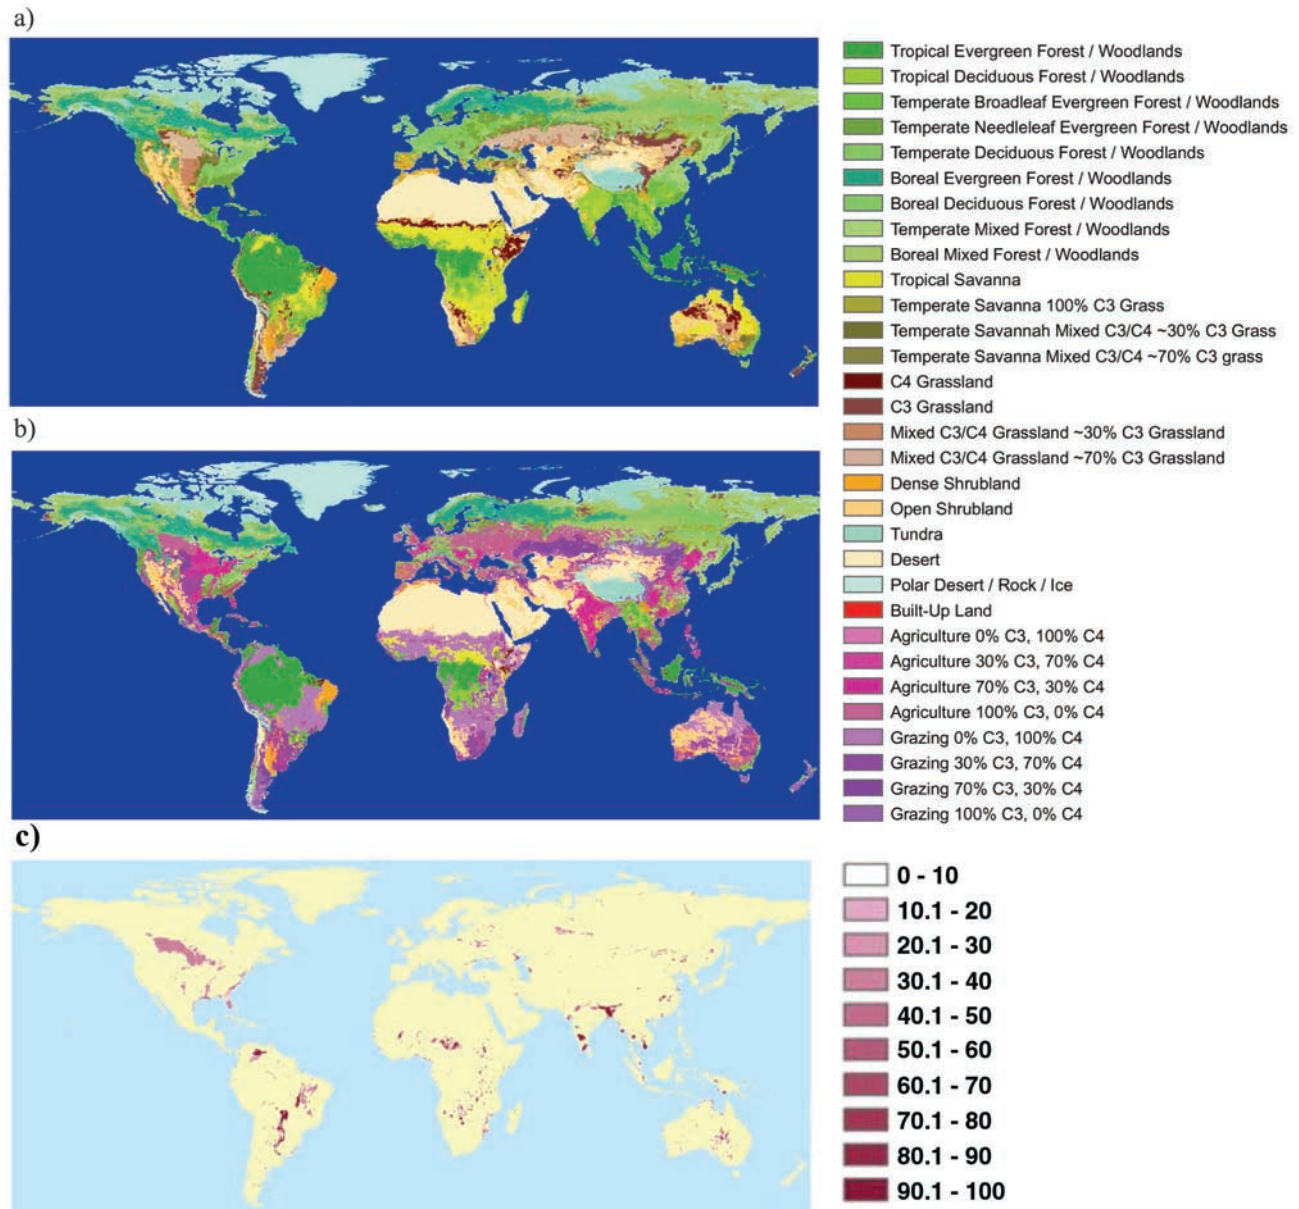 a)
Tropical Evergreen Forest / Woodlands
Tropical Deciduous Forest / Woodlands
Temperate Broadleaf Evergreen Forest / Woodlands
Temperate Needleleaf Evergreen Forest / Woodlands
Temperate Deciduous Forest / Woodlands
Boreal Evergreen Forest / Woodlands
Boreal Deciduous Forest / Woodlands
Temperate Mixed Forest / Woodlands
Boreal Mixed Forest / Woodlands
Tropical Savanna
Temperate Savanna 100% C3 Grass
Temperate Savannah Mixed C3/C4 ~30% C3 Grass
Temperate Savanna Mixed C3/C4 ~70% C3 grass
C4 Grassland
C3 Grassland
b)
Mixed C3/C4 Grassland ~30% C3 Grassland
Mixed C3/C4 Grassland ~70% C3 Grassland
Dense Shrubland
Open Shrubland
Tundra
Desert
Polar Desert / Rock / Ice
Built-Up Land
Agriculture 0% C3, 100% C4
Agriculture 30% C3, 70% C4
Agriculture 70% C3, 30% C4
Agriculture 100% C3, 0% C4
Grazing 0% C3, 100% C4
Grazing 30% C3, 70% C4
Grazing 70% C3, 30% C4
Grazing 100% C3, 0% C4
c)
0 - 10
10.1 - 20
20.1 - 30
30.1 - 40
40.1 - 50
50.1 - 60
60.1 - 70
70.1 - 80
80.1 - 90
90.1 - 100